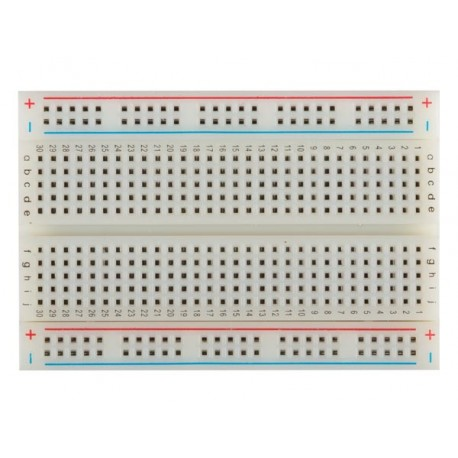 + +
- -
30 29 28 27 26 25 24 23 22 21 20 19 18 17 16 15 14 13 12 11 10 9 8 7 6 5 4 3 2 1
a a
b b
c c
d d
e e
f f
g g
h h
i i
j j
30 29 28 27 26 25 24 23 22 21 20 19 18 17 16 15 14 13 12 11 10 9 8 7 6 5 4 3 2 1
+ +
- -